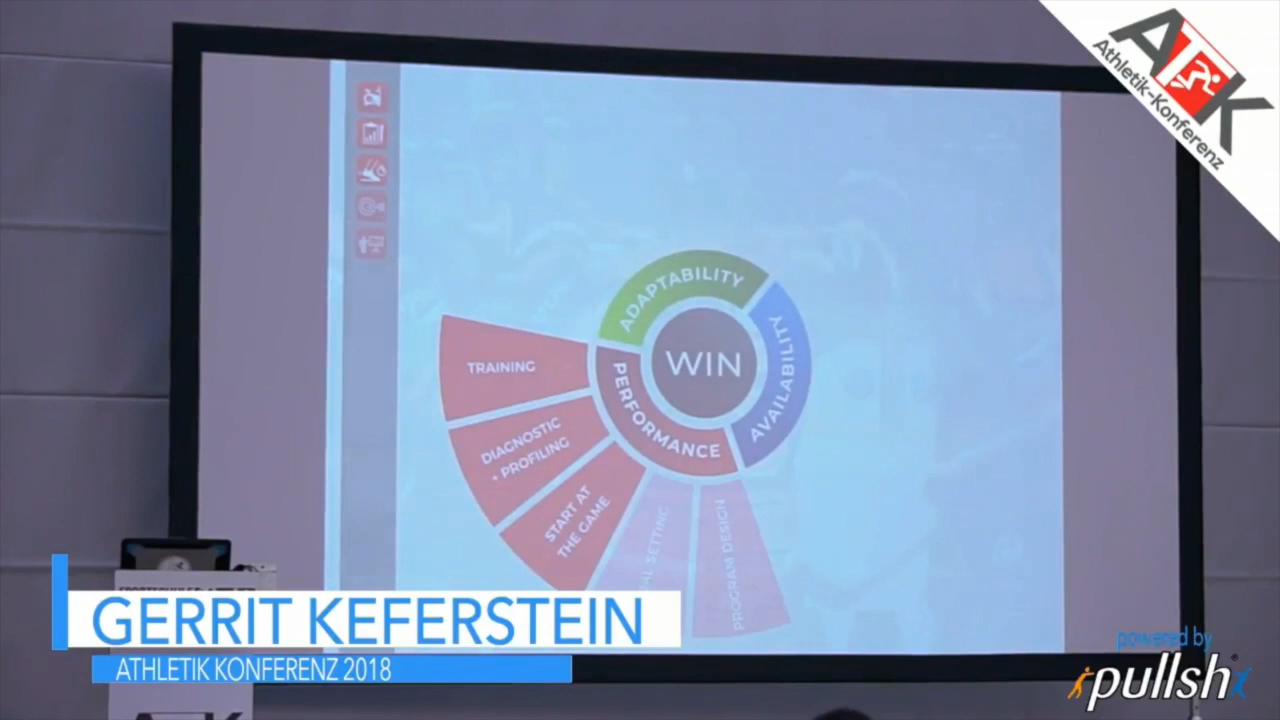 ATK
Athletik-Konferenz
ADAPTABILITY
AVAILABILITY
WIN
PERFORMANCE
TRAINING
DIAGNOSTIC
+ PROFILING
START AT
THE GAME
SETTING
PROGRAM DESIGN
GERRIT KEFERSTEIN
ATHLETIK KONFERENZ 2018
powered by
pullsh